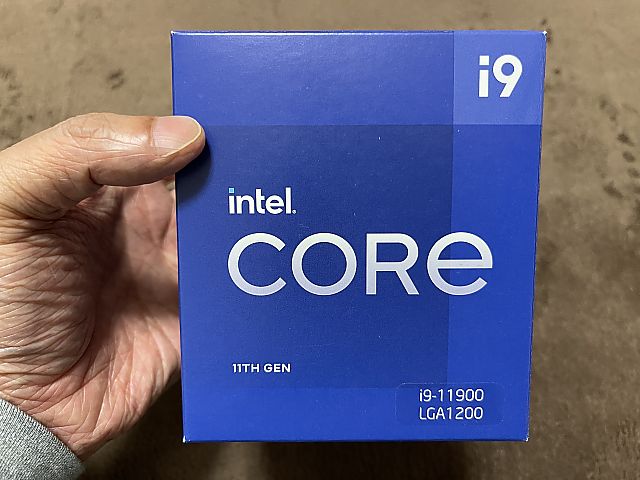 i9
intel.
CORE
11TH GEN
i9-11900
LGA1200